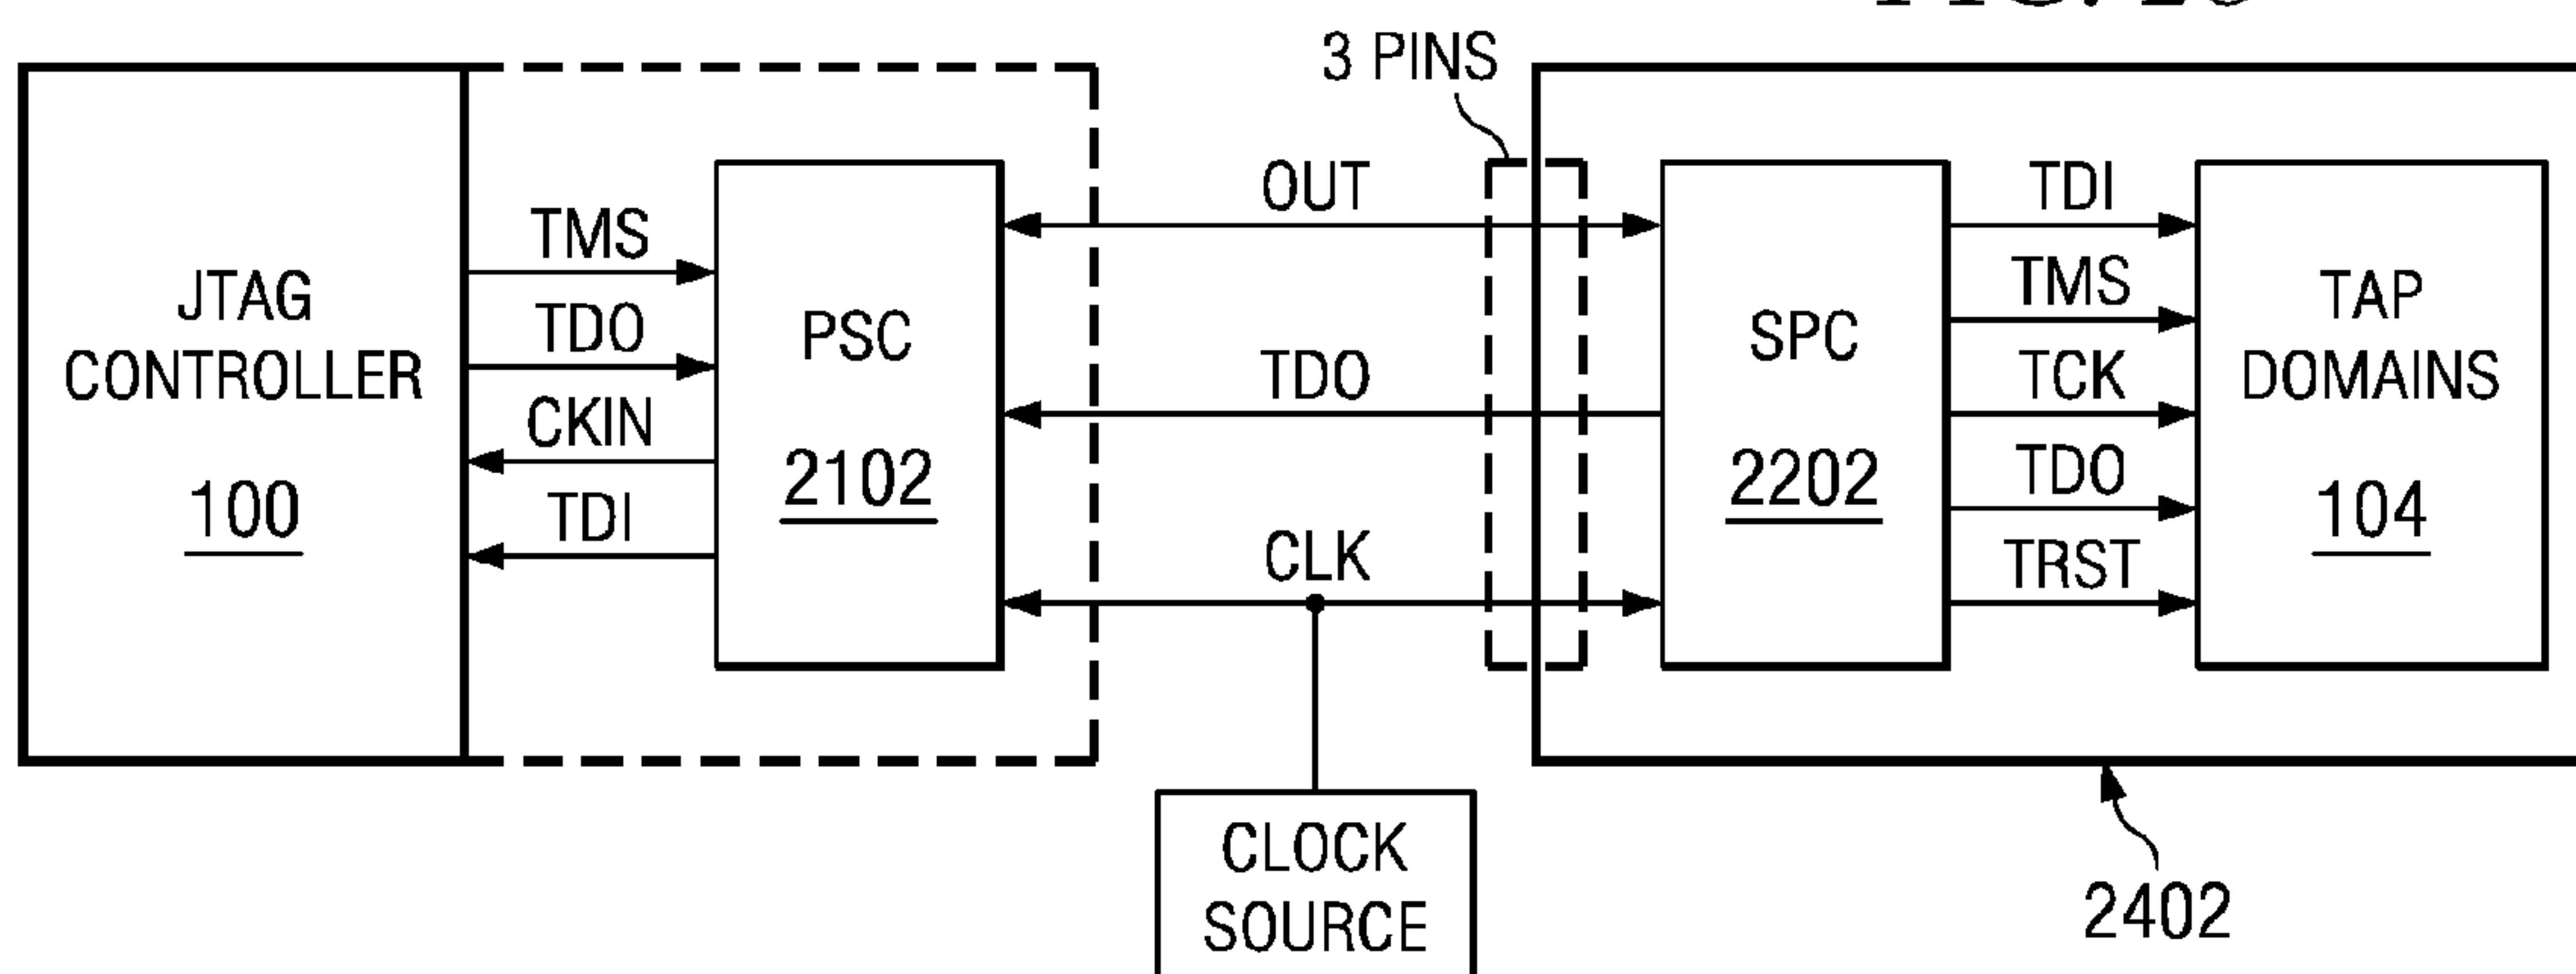 3 PINS
JTAG
CONTROLLER
100
TMS
TDO
CKIN
TDI
PSC
2102
OUT
TDO
CLK
SPC
2202
TDI
TMS
TCK
TDO
TRST
TAP
DOMAINS
104
CLOCK
SOURCE
2402